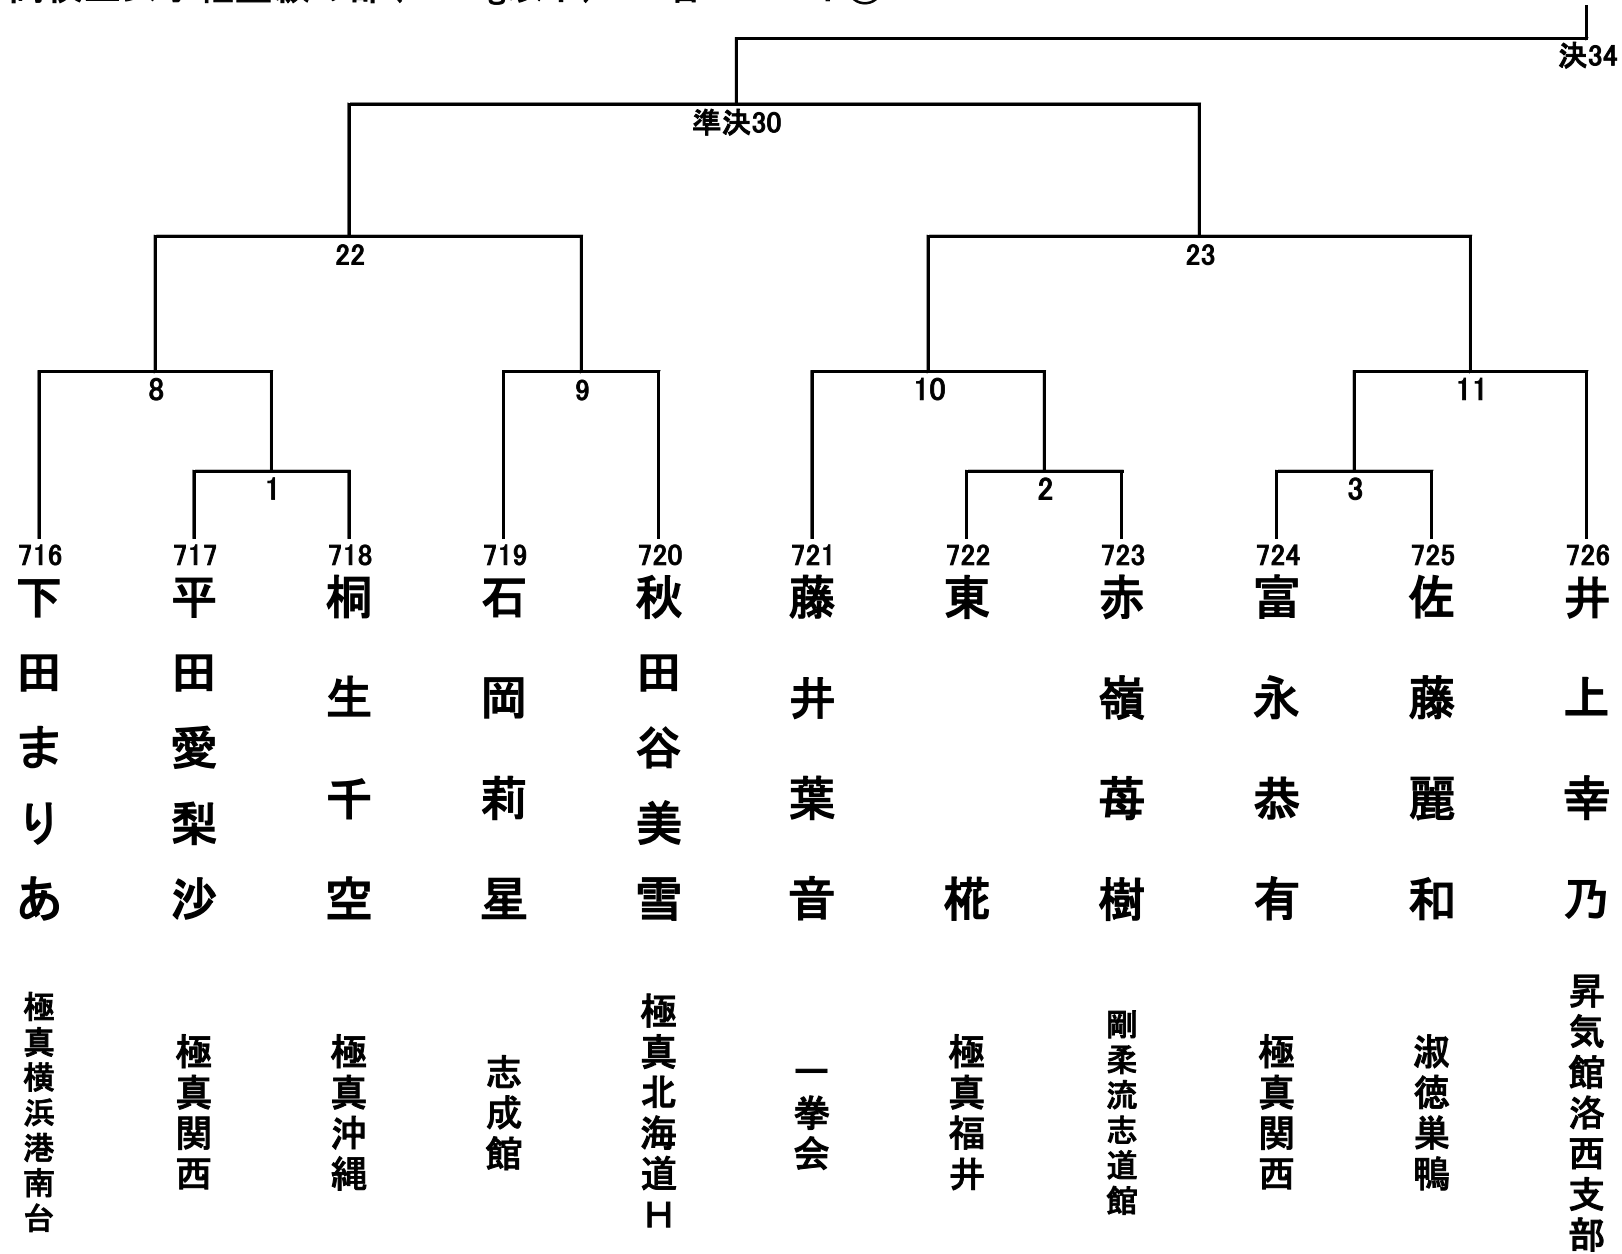 決34
準決30
22
23
8
9
10
11
1
2
3
716
下田まりあ
極真横浜港南台
717
平田愛梨沙
極真関西
718
桐生千空
極真沖縄
719
石岡莉星
志成館
720
秋田谷美雪
極真北海道H
721
藤井葉音
一拳会
722
東椛
極真福井
723
赤嶺苺樹
剛柔流志道館
724
富永恭有
極真関西
725
佐藤麗和
淑徳巣鴨
726
井上幸乃
昇気館洛西支部